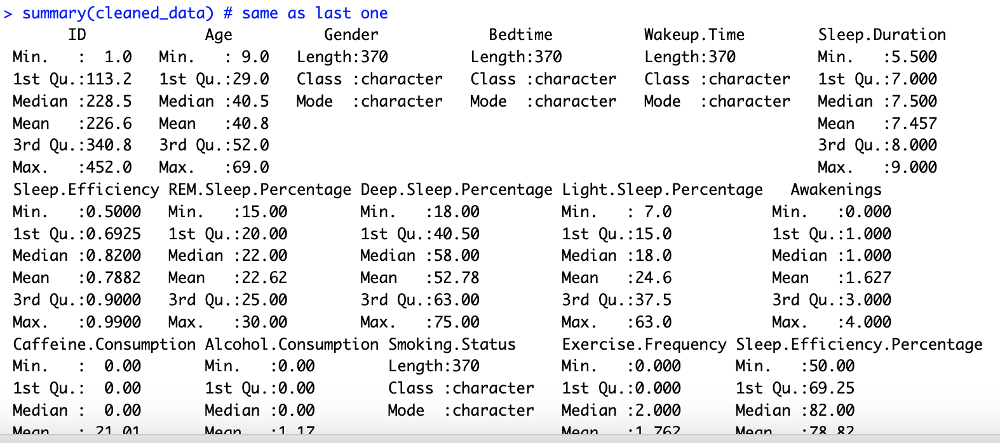 > summary(cleaned_data) # same as last one
ID Age Gender Bedtime Wakeup.Time Sleep.Duration
Min.   :  1.0 Min.   : 9.0 Length:370 Length:370 Length:370 Min.   :5.500
1st Qu.:113.2 1st Qu.:29.0 Class :character Class :character Class :character 1st Qu.:7.000
Median :228.5 Median :40.5 Mode  :character Mode  :character Mode  :character Median :7.500
Mean   :226.6 Mean   :40.8 Mean   :7.457
3rd Qu.:340.8 3rd Qu.:52.0 3rd Qu.:8.000
Max.   :452.0 Max.   :69.0 Max.   :9.000
Sleep.Efficiency REM.Sleep.Percentage Deep.Sleep.Percentage Light.Sleep.Percentage Awakenings
Min.   :0.5000 Min.   :15.00 Min.   :18.00 Min.   : 7.0 Min.   :0.000
1st Qu.:0.6925 1st Qu.:20.00 1st Qu.:40.50 1st Qu.:15.0 1st Qu.:1.000
Median :0.8200 Median :22.00 Median :58.00 Median :18.0 Median :1.000
Mean   :0.7882 Mean   :22.62 Mean   :52.78 Mean   :24.6 Mean   :1.627
3rd Qu.:0.9000 3rd Qu.:25.00 3rd Qu.:63.00 3rd Qu.:37.5 3rd Qu.:3.000
Max.   :0.9900 Max.   :30.00 Max.   :75.00 Max.   :63.0 Max.   :4.000
Caffeine.Consumption Alcohol.Consumption Smoking.Status Exercise.Frequency Sleep.Efficiency.Percentage
Min.   :  0.00 Min.   :0.00 Length:370 Min.   :0.000 Min.   :50.00
1st Qu.:  0.00 1st Qu.:0.00 Class :character 1st Qu.:0.000 1st Qu.:69.25
Median :  0.00 Median :0.00 Mode  :character Median :2.000 Median :82.00
Mean   : 21.01 Mean   :1.17 Mean   :1.762 Mean   :78.82